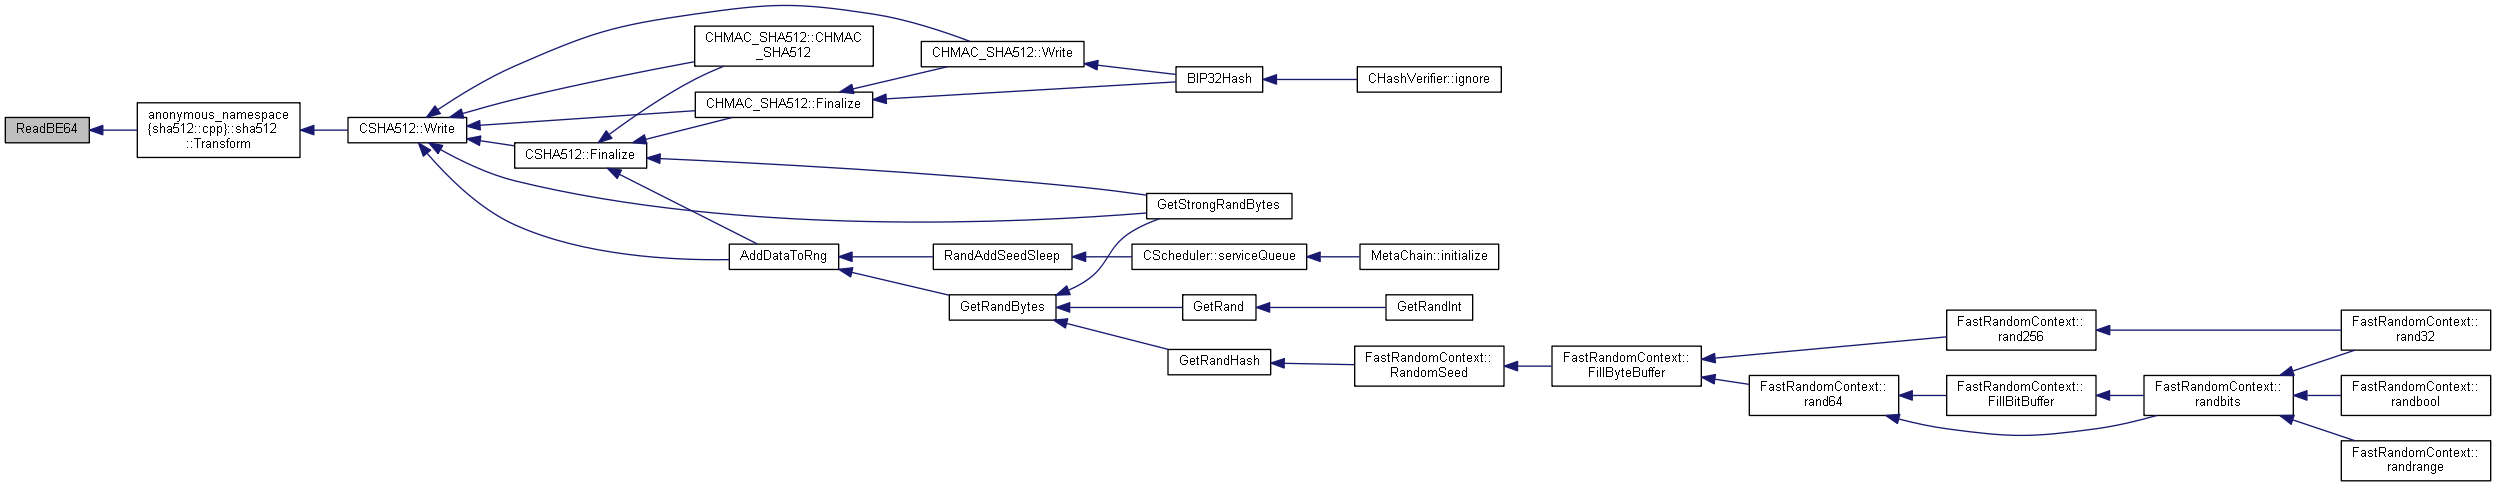 ReadBE64
anonymous_namespace
{sha512::cpp}::sha512
::Transform
CSHA512::Write
CHMAC_SHA512::CHMAC
_SHA512
CHMAC_SHA512::Finalize
CSHA512::Finalize
AddDataToRng
CHMAC_SHA512::Write
BIP32Hash
CHashVerifier::ignore
GetStrongRandBytes
RandAddSeedSleep
CScheduler::serviceQueue
MetaChain::initialize
GetRandBytes
GetRand
GetRandInt
GetRandHash
FastRandomContext::
RandomSeed
FastRandomContext::
FillByteBuffer
FastRandomContext::
rand256
FastRandomContext::
rand64
FastRandomContext::
FillBitBuffer
FastRandomContext::
randbits
FastRandomContext::
rand32
FastRandomContext::
randbool
FastRandomContext::
randrange